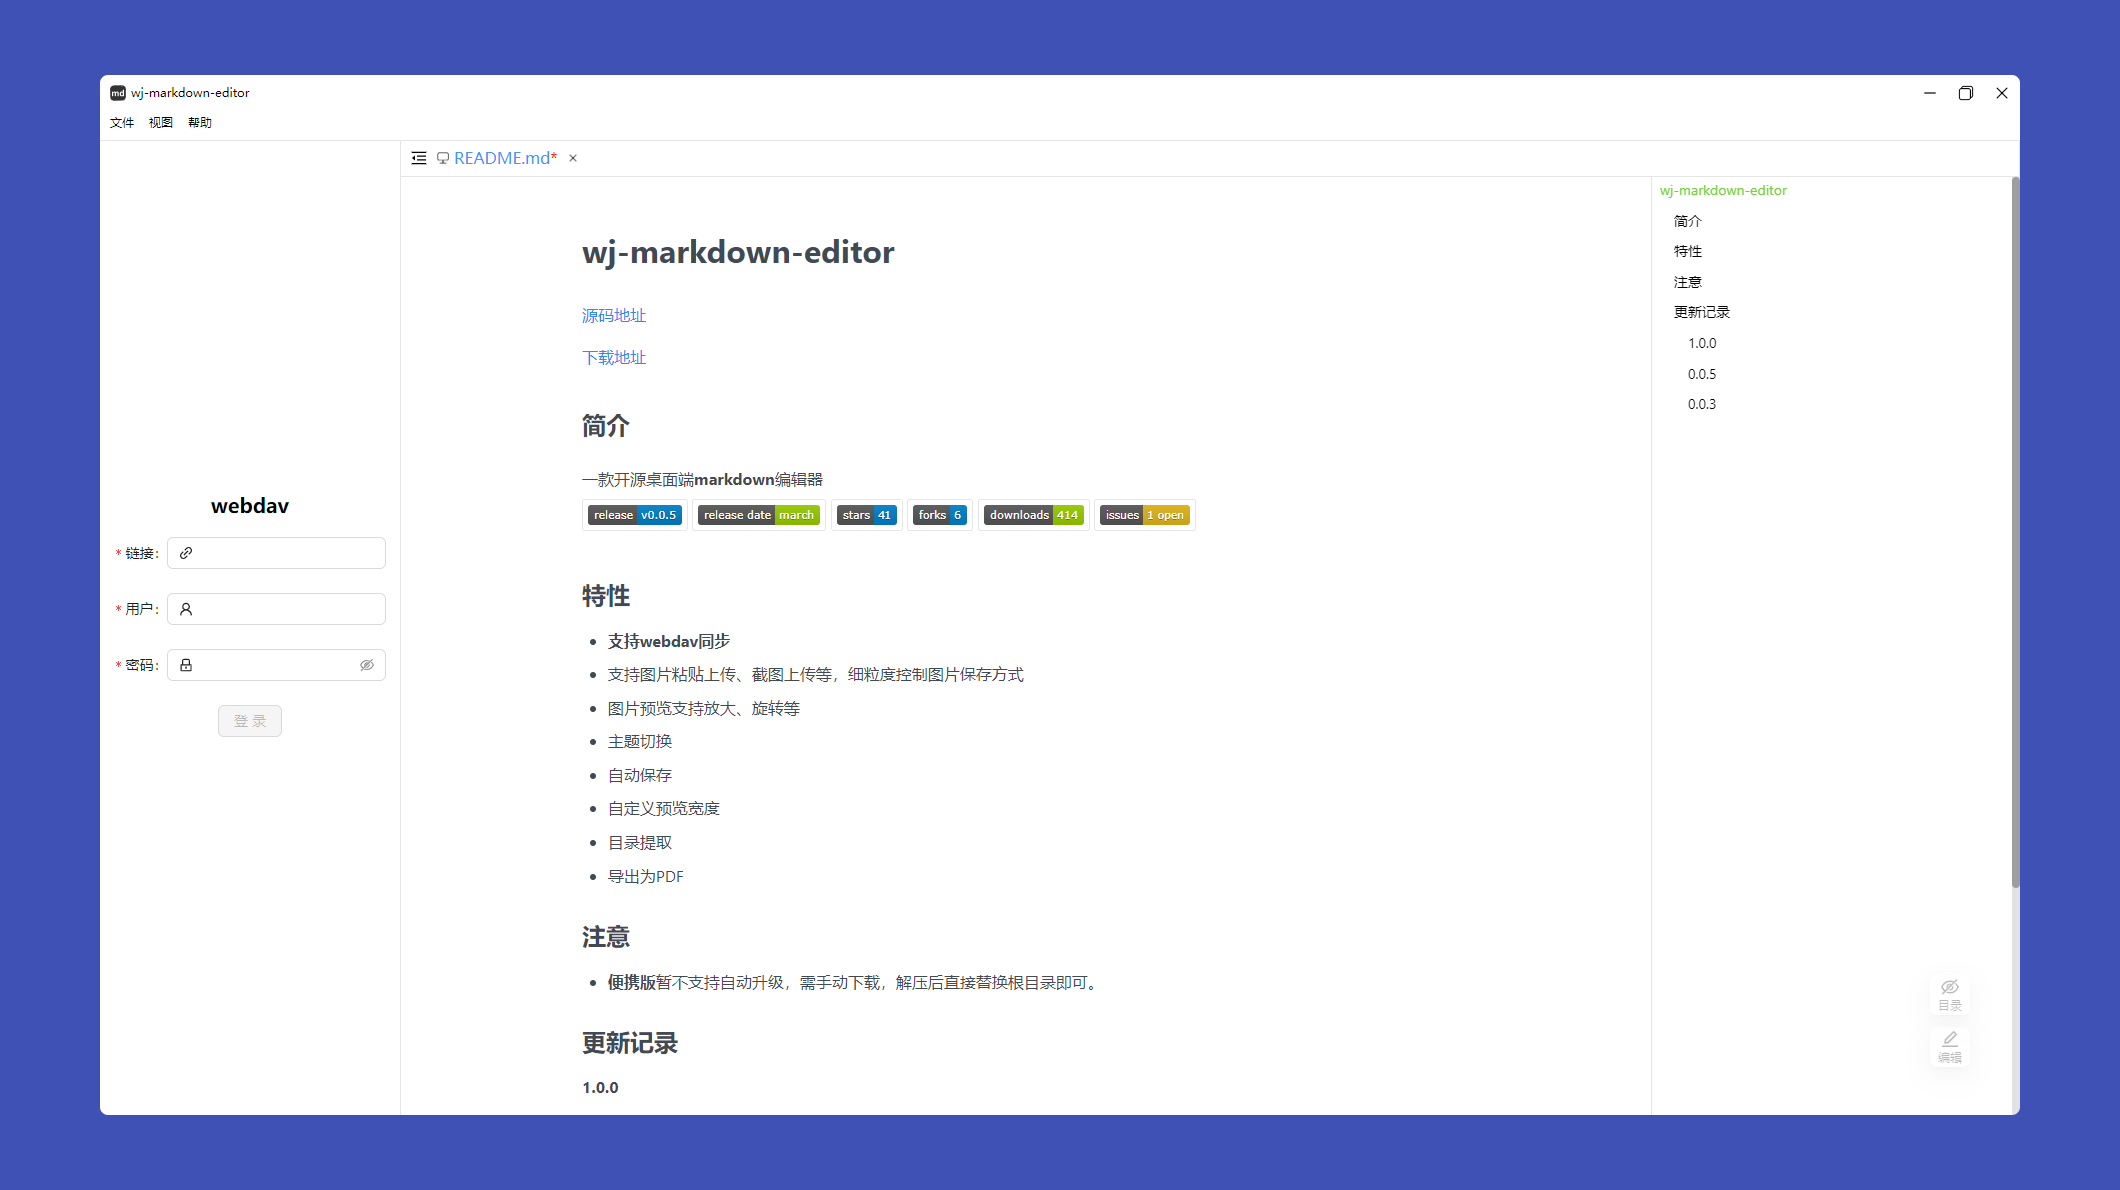 md wj-markdown-editor
文件 视图 帮助
README.md* ×
webdav
* 链接:
* 用户:
* 密码:
登 录
wj-markdown-editor
源码地址
下载地址
简介
一款开源桌面端markdown编辑器
release v0.0.5 release date march stars 41 forks 6 downloads 414 issues 1 open
特性
支持webdav同步
支持图片粘贴上传、截图上传等，细粒度控制图片保存方式
图片预览支持放大、旋转等
主题切换
自动保存
自定义预览宽度
目录提取
导出为PDF
注意
便携版暂不支持自动升级，需手动下载，解压后直接替换根目录即可。
更新记录
1.0.0
wj-markdown-editor
简介
特性
注意
更新记录
1.0.0
0.0.5
0.0.3
目录
编辑